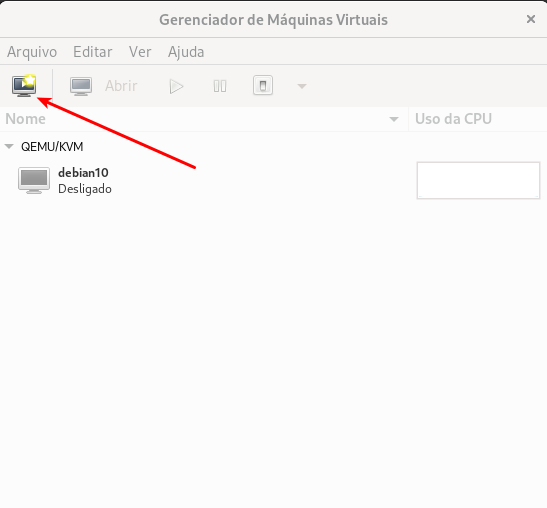 Gerenciador de Máquinas Virtuais
Arquivo Editar Ver Ajuda
Abrir
Nome Uso da CPU
QEMU/KVM
debian10
Desligado